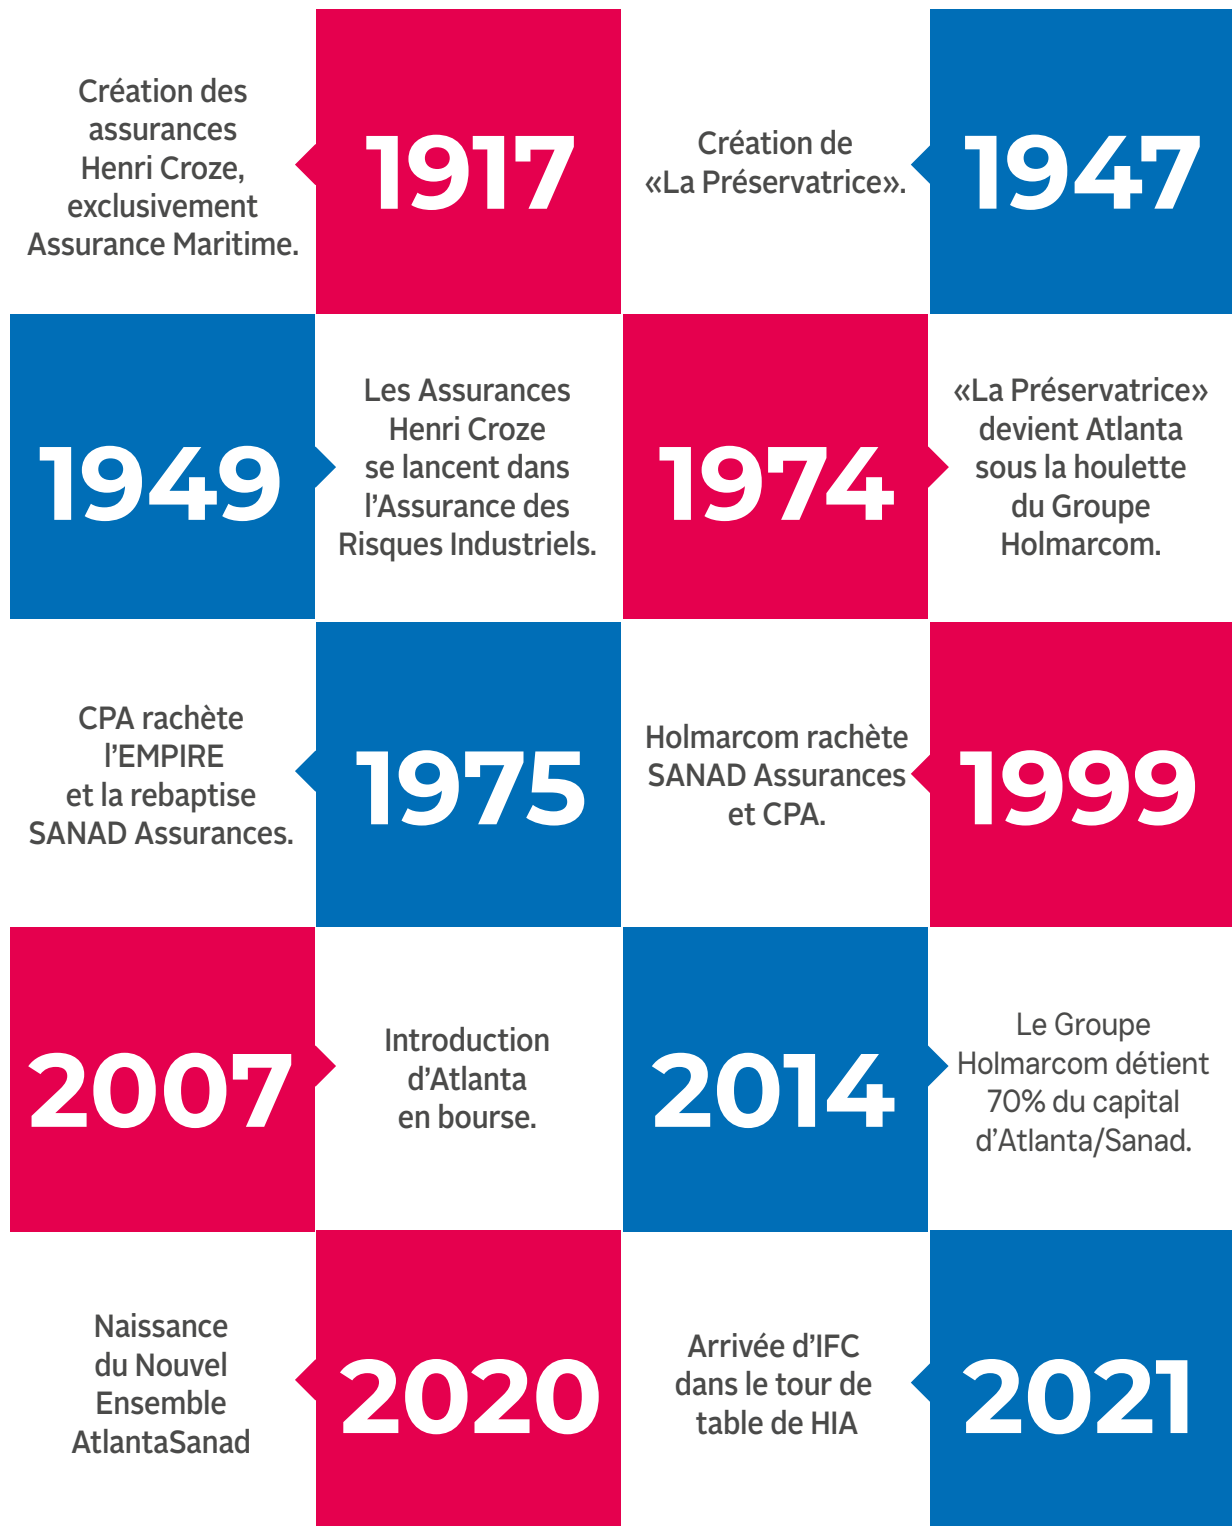 Création des
assurances
Henri Croze,
exclusivement
Assurance Maritime.
1917
Création de
«La Préservatrice».
1947
1949
Les Assurances
Henri Croze
se lancent dans
l’Assurance des
Risques Industriels.
1974
«La Préservatrice»
devient Atlanta
sous la houlette
du Groupe
Holmarcom.
CPA rachète
l’EMPIRE
et la rebaptise
SANAD Assurances.
1975
Holmarcom rachète
SANAD Assurances
et CPA.
1999
2007
Introduction
d’Atlanta
en bourse.
2014
Le Groupe
Holmarcom détient
70% du capital
d’Atlanta/Sanad.
Naissance
du Nouvel
Ensemble
AtlantaSanad
2020
Arrivée d’IFC
dans le tour de
table de HIA
2021